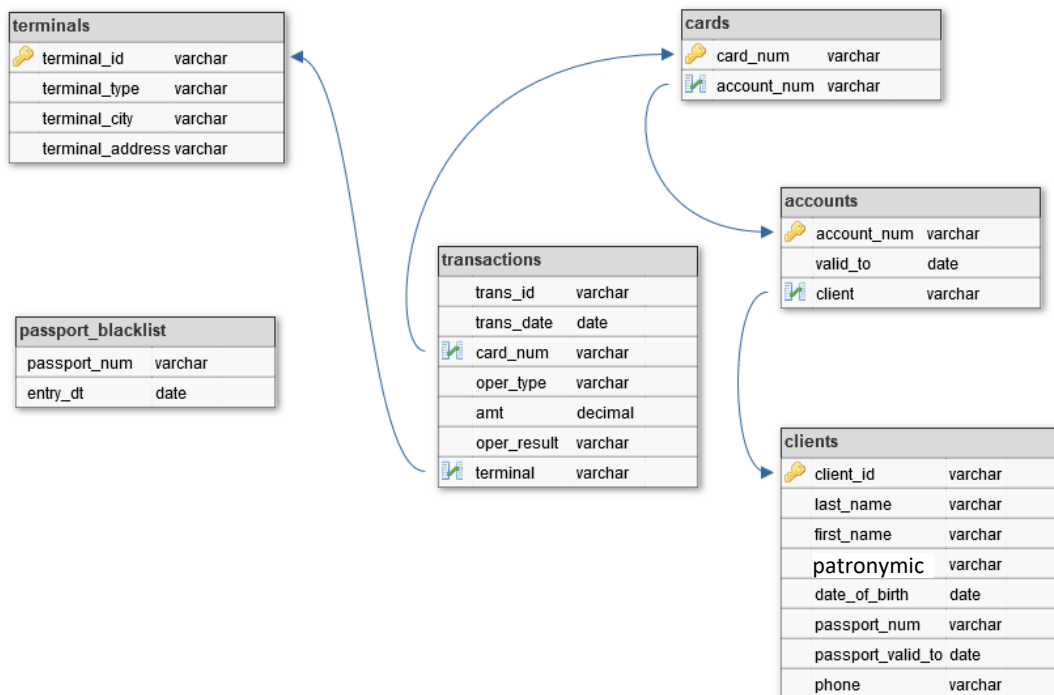 terminals
terminal_id varchar
terminal_type varchar
terminal_city varchar
terminal_address varchar
cards
card_num varchar
account_num varchar
accounts
account_num varchar
valid_to date
client varchar
transactions
trans_id varchar
trans_date date
card_num varchar
oper_type varchar
amt decimal
oper_result varchar
terminal varchar
passport_blacklist
passport_num varchar
entry_dt date
clients
client_id varchar
last_name varchar
first_name varchar
patronymic varchar
date_of_birth date
passport_num varchar
passport_valid_to date
phone varchar